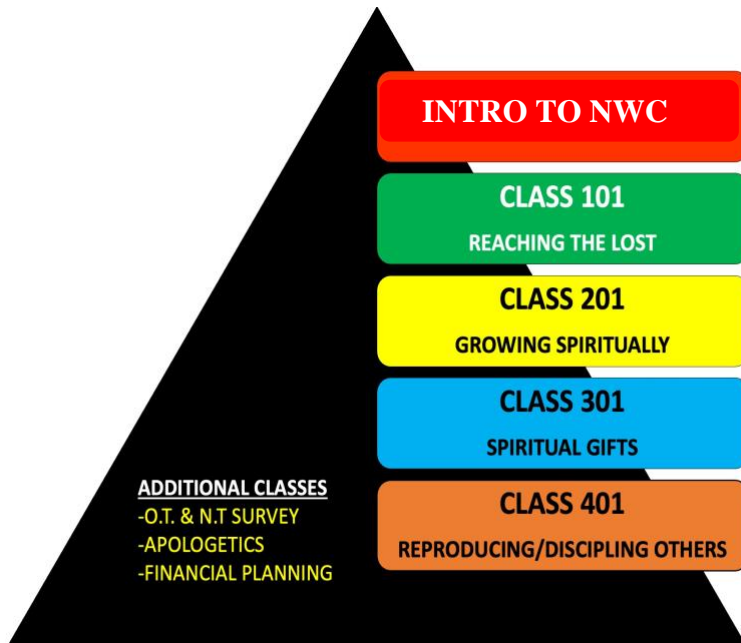 INTRO TO NWC
CLASS 101
REACHING THE LOST
CLASS 201
GROWING SPIRITUALLY
CLASS 301
SPIRITUAL GIFTS
CLASS 401
REPRODUCING/DISCIPLING OTHERS
ADDITIONAL CLASSES
-O.T. & N.T SURVEY
-APOLOGETICS
-FINANCIAL PLANNING